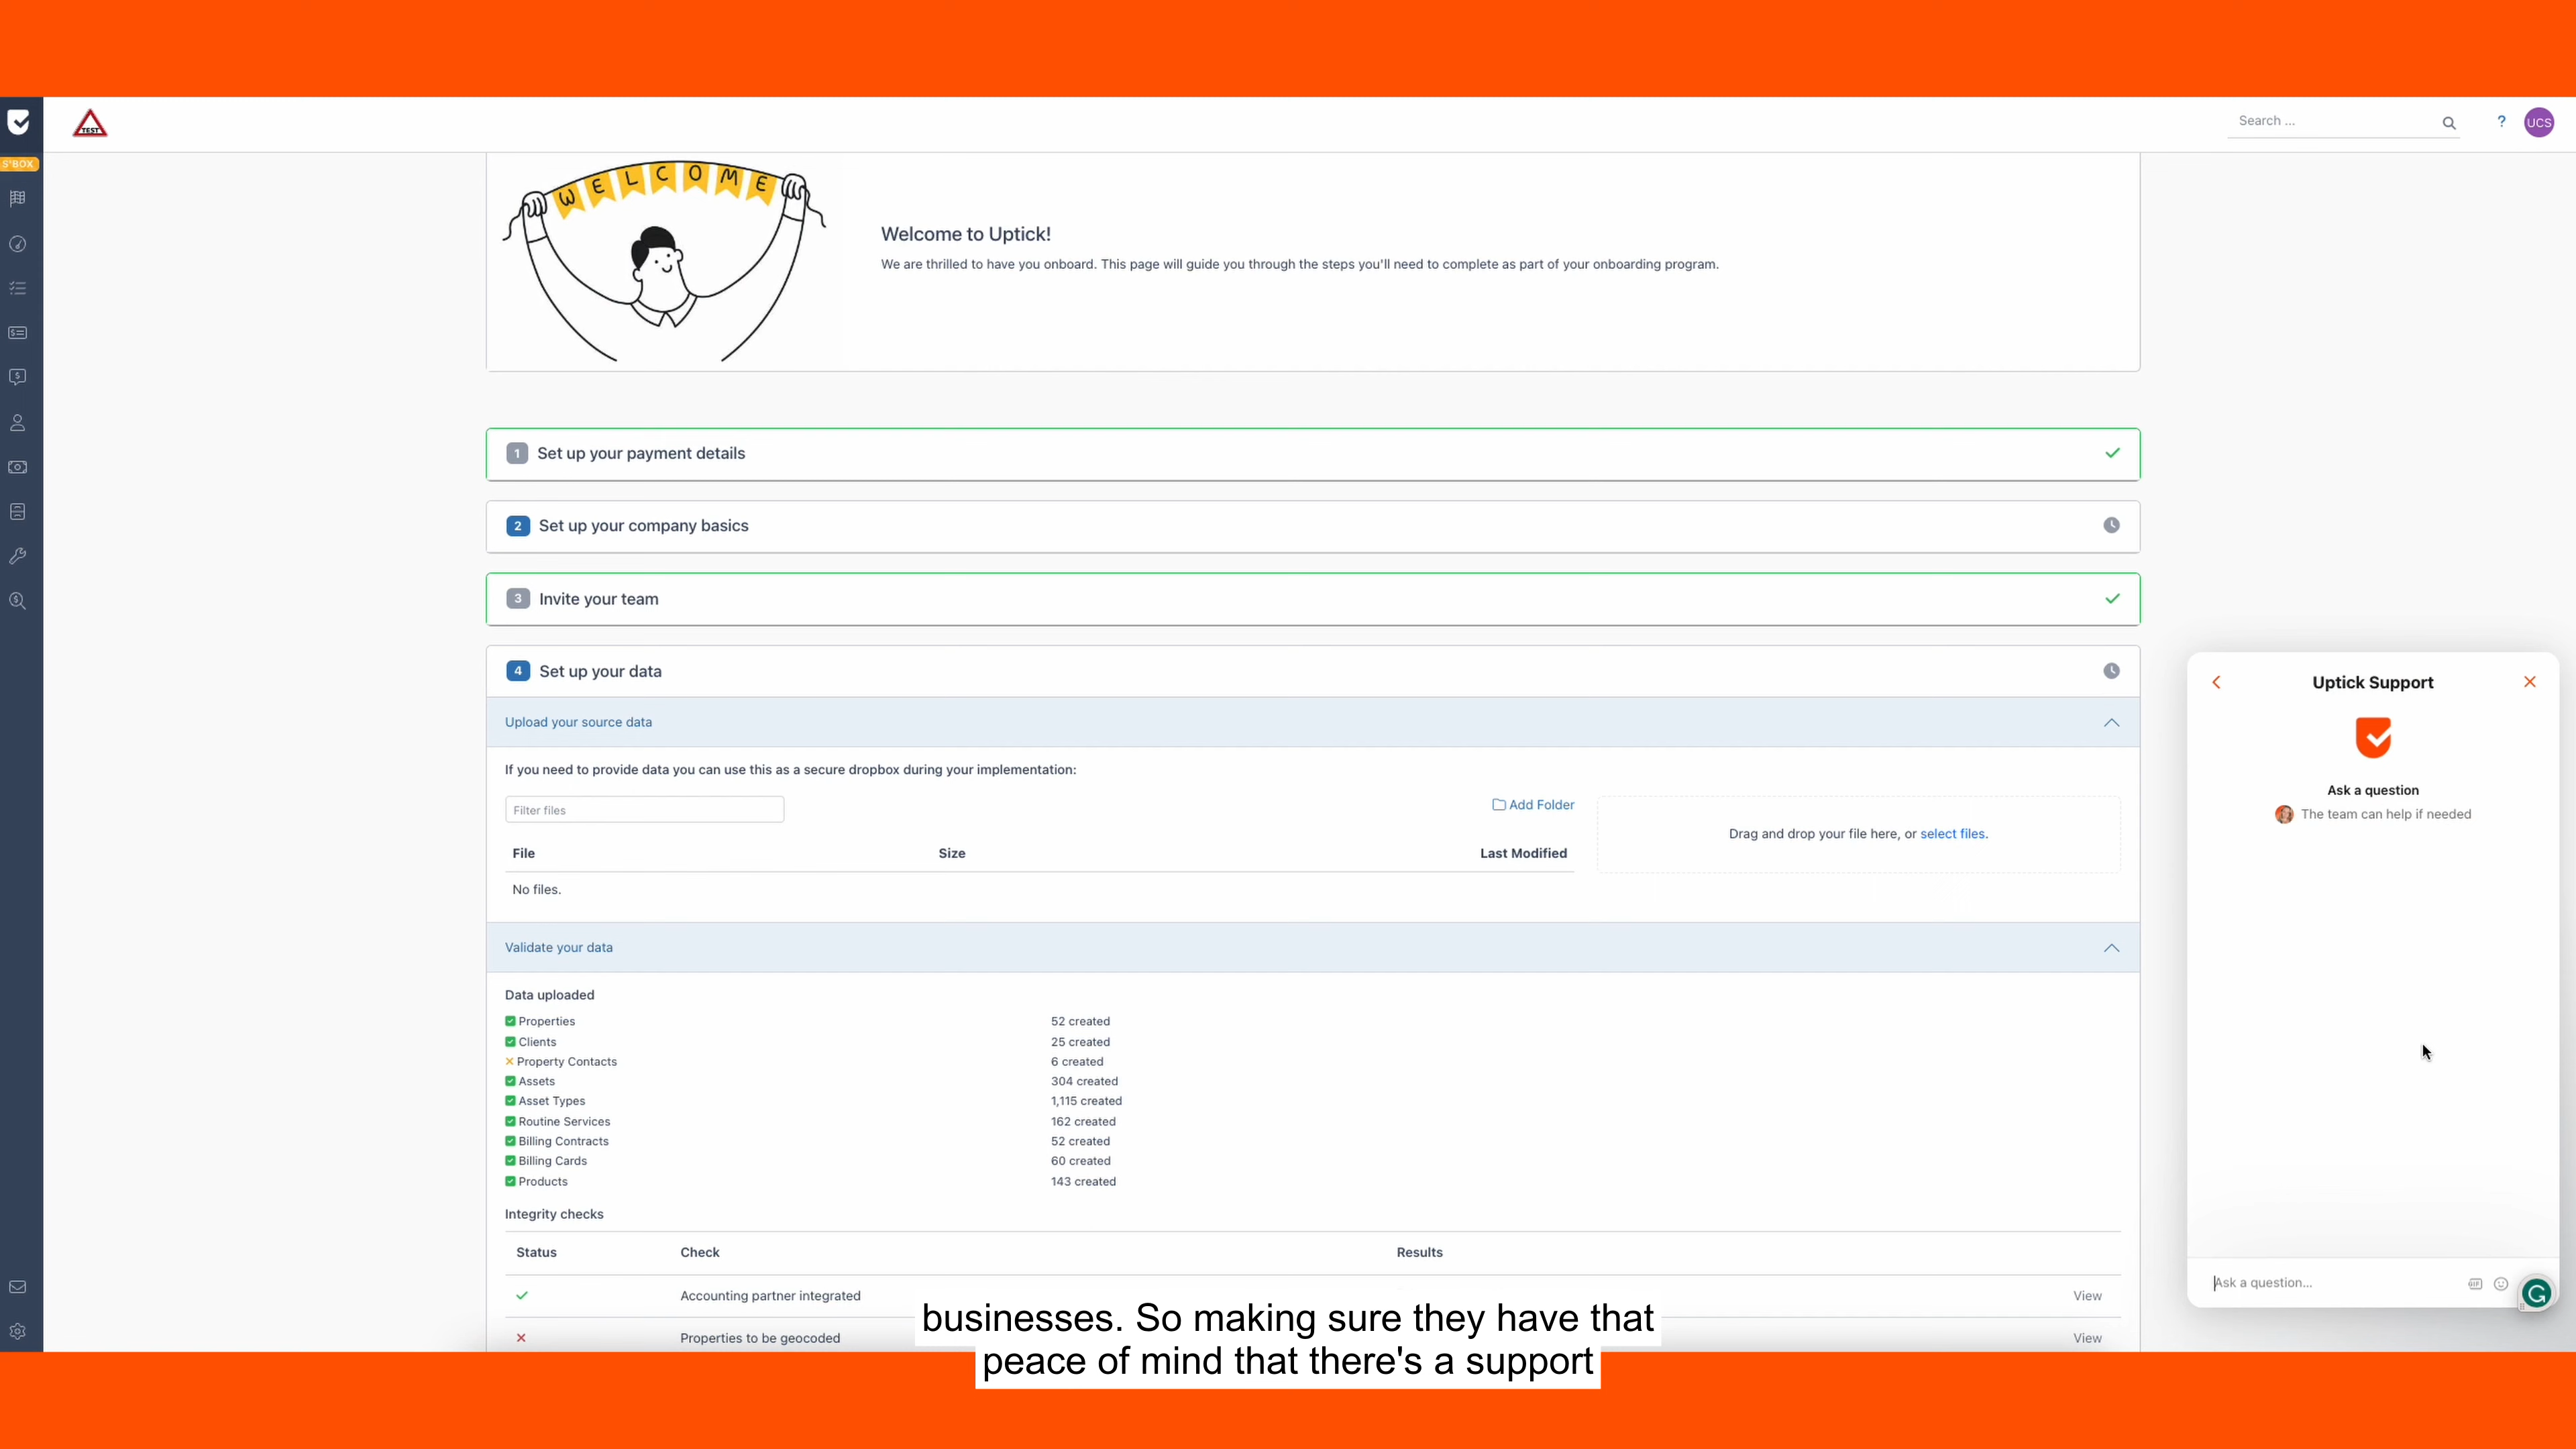 TEST
Search ...
?
UCS
S'BOX
WELCOME
Welcome to Uptick!
We are thrilled to have you onboard. This page will guide you through the steps you'll need to complete as part of your onboarding program.
1 Set up your payment details
2 Set up your company basics
3 Invite your team
4 Set up your data
Upload your source data
If you need to provide data you can use this as a secure dropbox during your implementation:
Filter files
Add Folder
Drag and drop your file here, or select files.
File Size Last Modified
No files.
Validate your data
Data uploaded
Properties 52 created
Clients 25 created
Property Contacts 6 created
Assets 304 created
Asset Types 1,115 created
Routine Services 162 created
Billing Contracts 52 created
Billing Cards 60 created
Products 143 created
Integrity checks
Status Check Results
Accounting partner integrated View
Properties to be geocoded View
Uptick Support
Ask a question
The team can help if needed
Ask a question...
GIF
businesses. So making sure they have that
peace of mind that there's a support